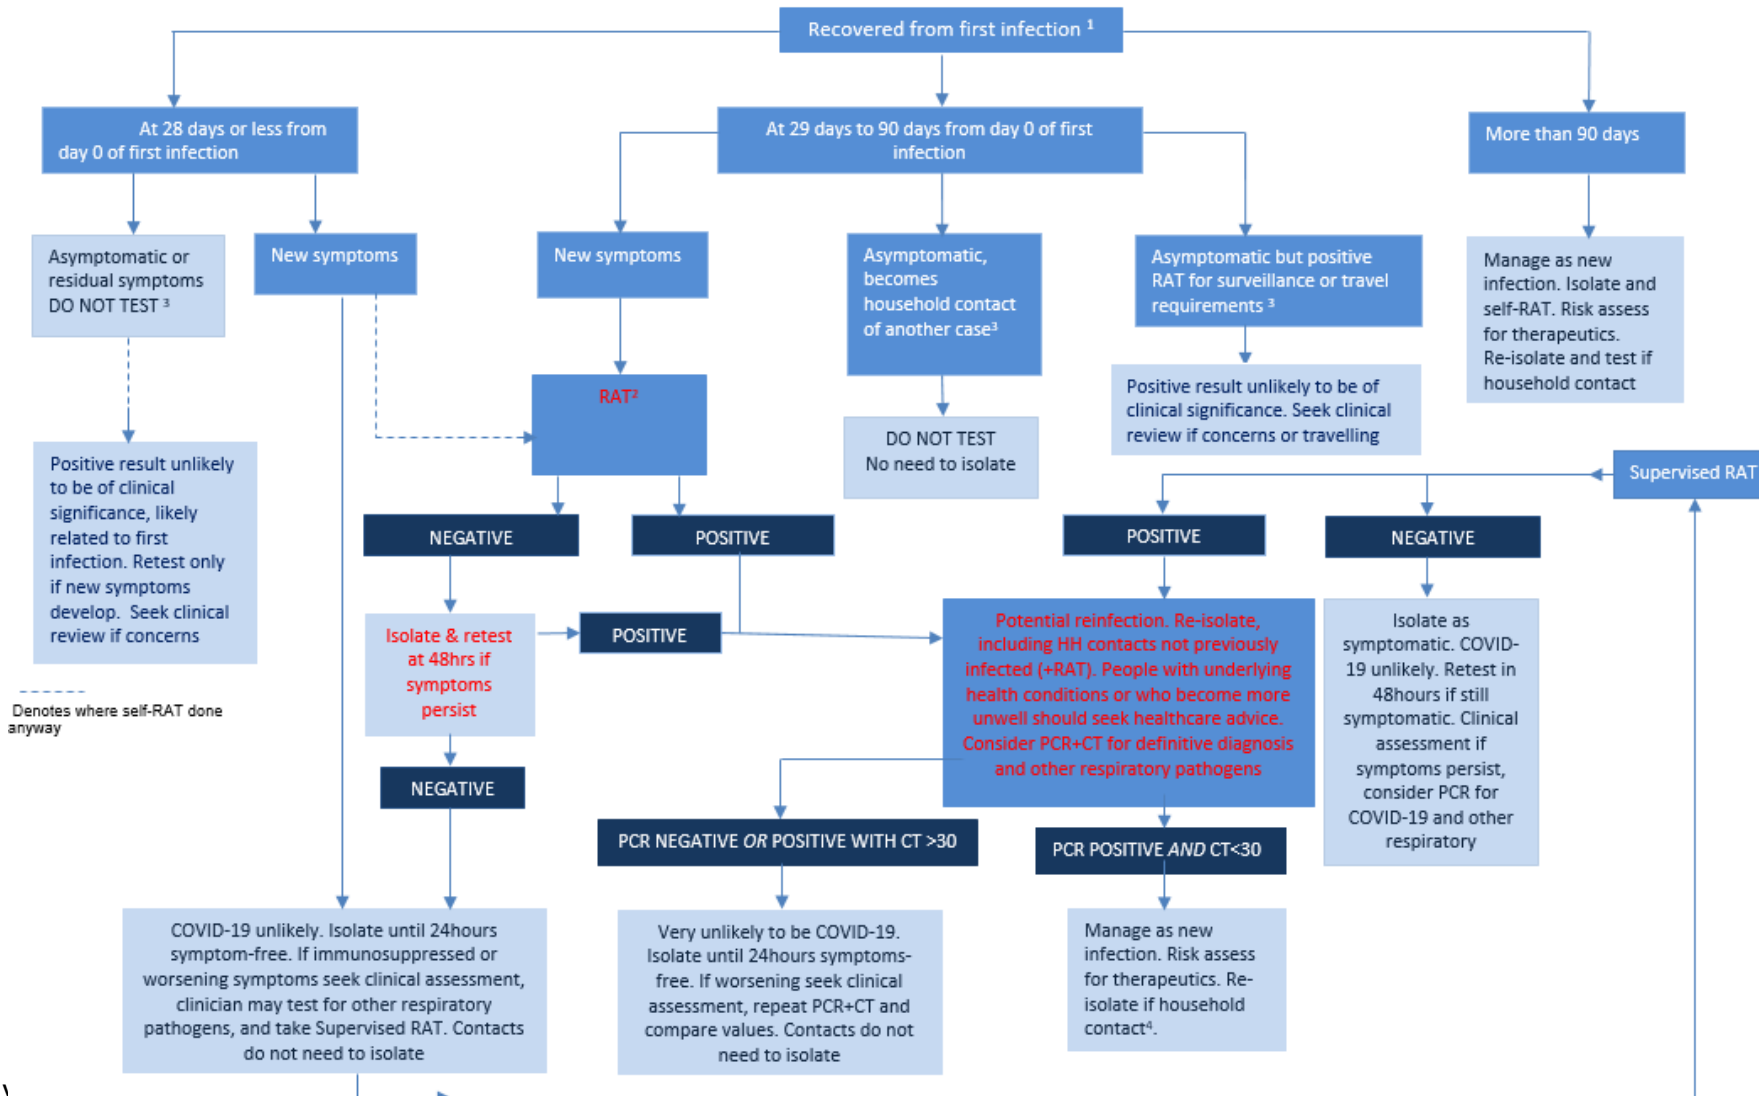 Recovered from first infection 1
At 28 days or less from
day 0 of first infection
At 29 days to 90 days from day 0 of first
infection
More than 90 days
Asymptomatic or
residual symptoms
DO NOT TEST 3
New symptoms
New symptoms
Asymptomatic,
becomes
household contact
of another case3
Asymptomatic but positive
RAT for surveillance or travel
requirements 3
Manage as new
infection. Isolate and
self-RAT. Risk assess
for therapeutics.
Re-isolate and test if
household contact
RAT2
Positive result unlikely to be of
clinical significance. Seek clinical
review if concerns or travelling
DO NOT TEST
No need to isolate
Positive result unlikely
to be of clinical
significance, likely
related to first
infection. Retest only
if new symptoms
develop.  Seek clinical
review if concerns
Supervised RAT
NEGATIVE
POSITIVE
POSITIVE
NEGATIVE
Isolate & retest
at 48hrs if
symptoms
persist
POSITIVE
Potential reinfection. Re-isolate,
including HH contacts not previously
infected (+RAT). People with underlying
health conditions or who become more
unwell should seek healthcare advice.
Consider PCR+CT for definitive diagnosis
and other respiratory pathogens
Isolate as
symptomatic. COVID-
19 unlikely. Retest in
48hours if still
symptomatic. Clinical
assessment if
symptoms persist,
consider PCR for
COVID-19 and other
respiratory
Denotes where self-RAT done
anyway
NEGATIVE
PCR NEGATIVE OR POSITIVE WITH CT >30
PCR POSITIVE AND CT<30
COVID-19 unlikely. Isolate until 24hours
symptom-free. If immunosuppressed or
worsening symptoms seek clinical assessment,
clinician may test for other respiratory
pathogens, and take Supervised RAT. Contacts
do not need to isolate
Very unlikely to be COVID-19.
Isolate until 24hours symptoms-
free. If worsening seek clinical
assessment, repeat PCR+CT and
compare values. Contacts do not
need to isolate
Manage as new
infection. Risk assess
for therapeutics. Re-
isolate if household
contact4.